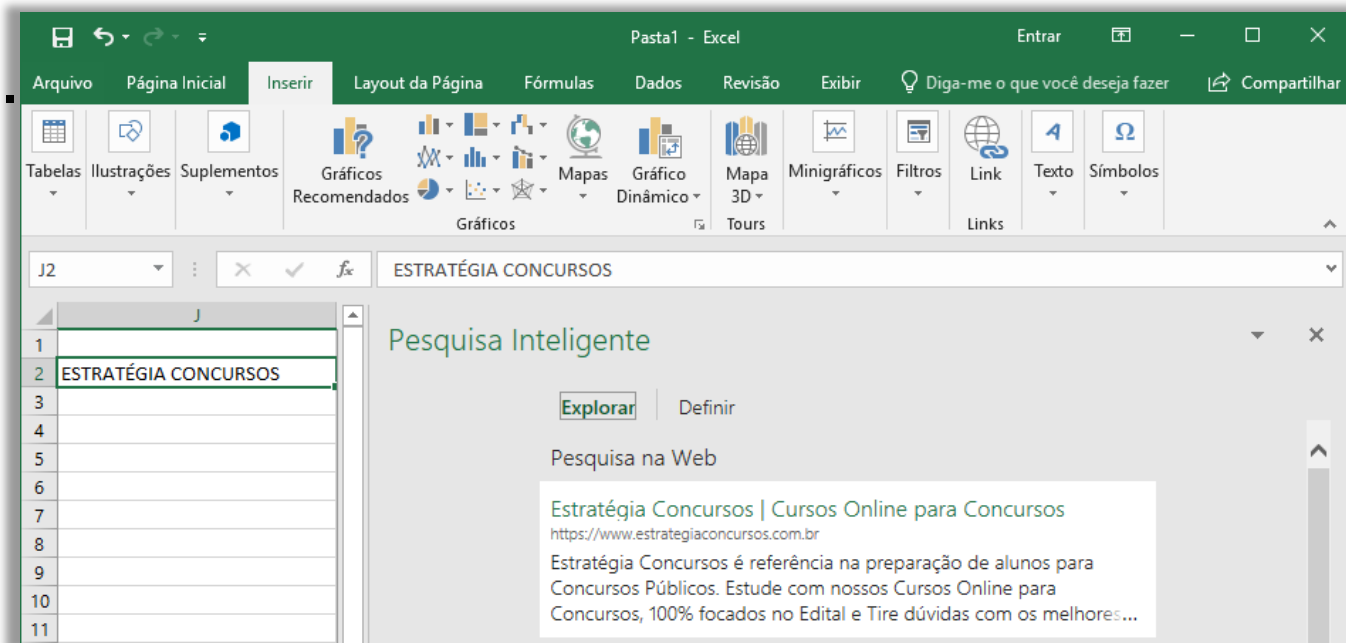 Pasta1 - Excel
Entrar
Arquivo Página Inicial Inserir Layout da Página Fórmulas Dados Revisão Exibir Diga-me o que você deseja fazer Compartilhar
Tabelas Ilustrações Suplementos Gráficos Recomendados Mapas Gráfico Dinâmico Mapa 3D Minigráficos Filtros Link Texto Símbolos
Gráficos Tours Links
J2 fx ESTRATÉGIA CONCURSOS
J
1
2 ESTRATÉGIA CONCURSOS
3
4
5
6
7
8
9
10
11
Pesquisa Inteligente
Explorar Definir
Pesquisa na Web
Estratégia Concursos | Cursos Online para Concursos
https://www.estrategiaconcursos.com.br
Estratégia Concursos é referência na preparação de alunos para
Concursos Públicos. Estude com nossos Cursos Online para
Concursos, 100% focados no Edital e Tire dúvidas com os melhores...